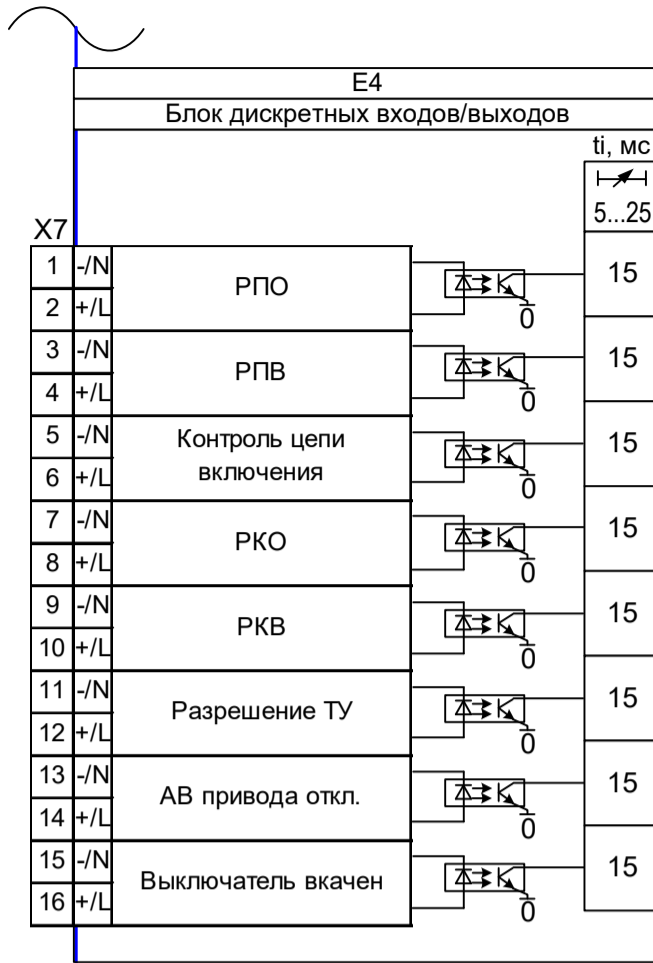 E4
Блок дискретных входов/выходов
ti, мс
5...25
X7
1 -/N РПО 15
2 +/L 0
3 -/N РПВ 15
4 +/L 0
5 -/N Контроль цепи 15
6 +/L включения 0
7 -/N РКО 15
8 +/L 0
9 -/N РКВ 15
10 +/L 0
11 -/N Разрешение ТУ 15
12 +/L 0
13 -/N АВ привода откл. 15
14 +/L 0
15 -/N Выключатель вкачен 15
16 +/L 0